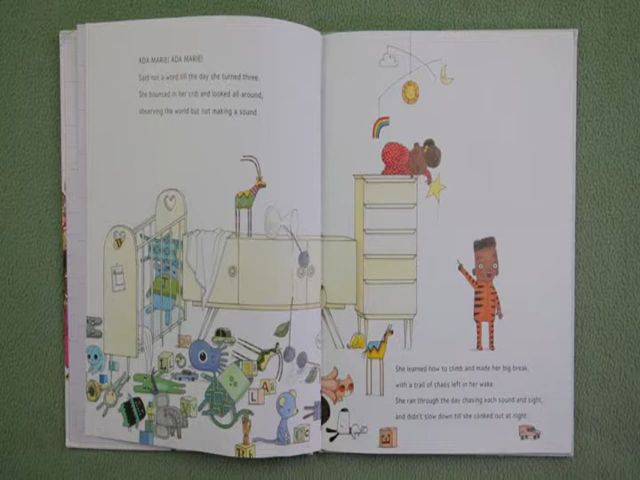 ADA MARIE! ADA MARIE!
Said not a word till the day she turned three.
She bounced in her crib and looked all around,
observing the world but not making a sound.
She learned how to climb and made her big break,
with a trail of chaos left in her wake.
She ran through the day chasing each sound and sight,
and didn't slow down till she clinked out at night.